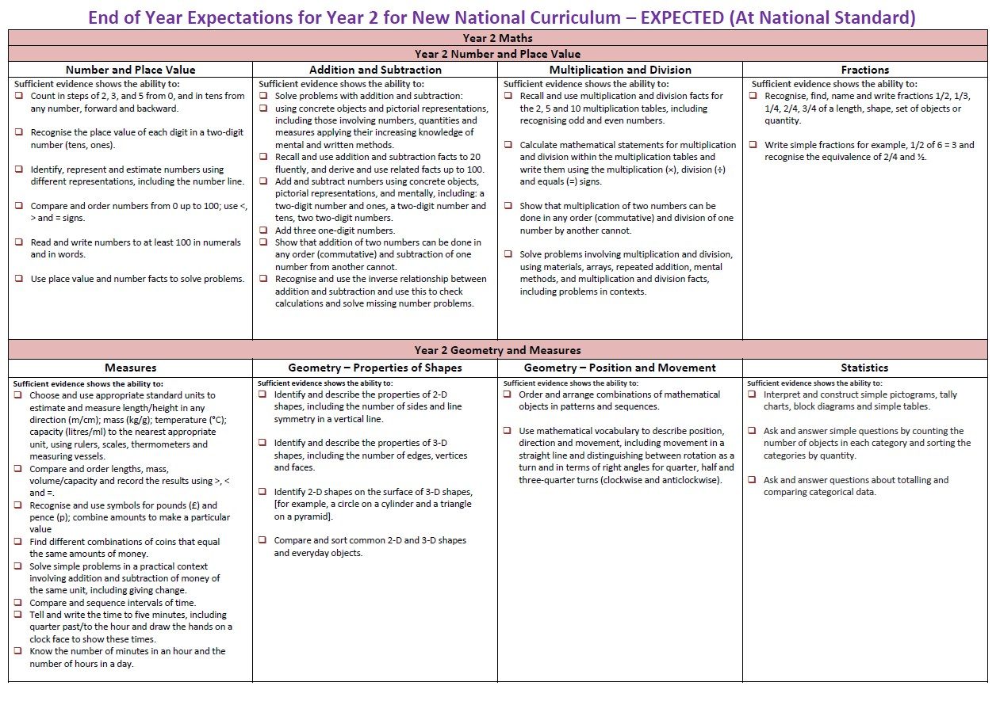 End of Year Expectations for Year 2 for New National Curriculum – EXPECTED (At National Standard)
Year 2 Maths
Year 2 Number and Place Value
Number and Place Value
Sufficient evidence shows the ability to:
Count in steps of 2, 3, and 5 from 0, and in tens from
any number, forward and backward.
Recognise the place value of each digit in a two-digit
number (tens, ones).
Identify, represent and estimate numbers using
different representations, including the number line.
Compare and order numbers from 0 up to 100; use <,
> and = signs.
Read and write numbers to at least 100 in numerals
and in words.
Use place value and number facts to solve problems.
Addition and Subtraction
Sufficient evidence shows the ability to:
Solve problems with addition and subtraction:
using concrete objects and pictorial representations,
including those involving numbers, quantities and
measures applying their increasing knowledge of
mental and written methods.
Recall and use addition and subtraction facts to 20
fluently, and derive and use related facts up to 100.
Add and subtract numbers using concrete objects,
pictorial representations, and mentally, including: a
two-digit number and ones, a two-digit number and
tens, two two-digit numbers.
Add three one-digit numbers.
Show that addition of two numbers can be done in
any order (commutative) and subtraction of one
number from another cannot.
Recognise and use the inverse relationship between
addition and subtraction and use this to check
calculations and solve missing number problems.
Multiplication and Division
Sufficient evidence shows the ability to:
Recall and use multiplication and division facts for
the 2, 5 and 10 multiplication tables, including
recognising odd and even numbers.
Calculate mathematical statements for multiplication
and division within the multiplication tables and
write them using the multiplication (×), division (÷)
and equals (=) signs.
Show that multiplication of two numbers can be
done in any order (commutative) and division of one
number by another cannot.
Solve problems involving multiplication and division,
using materials, arrays, repeated addition, mental
methods, and multiplication and division facts,
including problems in contexts.
Fractions
Sufficient evidence shows the ability to:
Recognise, find, name and write fractions 1/2, 1/3,
1/4, 2/4, 3/4 of a length, shape, set of objects or
quantity.
Write simple fractions for example, 1/2 of 6 = 3 and
recognise the equivalence of 2/4 and ½.
Year 2 Geometry and Measures
Measures
Sufficient evidence shows the ability to:
Choose and use appropriate standard units to
estimate and measure length/height in any
direction (m/cm); mass (kg/g); temperature (°C);
capacity (litres/ml) to the nearest appropriate
unit, using rulers, scales, thermometers and
measuring vessels.
Compare and order lengths, mass,
volume/capacity and record the results using >, <
and =.
Recognise and use symbols for pounds (£) and
pence (p); combine amounts to make a particular
value
Find different combinations of coins that equal
the same amounts of money.
Solve simple problems in a practical context
involving addition and subtraction of money of
the same unit, including giving change.
Compare and sequence intervals of time.
Tell and write the time to five minutes, including
quarter past/to the hour and draw the hands on a
clock face to show these times.
Know the number of minutes in an hour and the
number of hours in a day.
Geometry – Properties of Shapes
Sufficient evidence shows the ability to:
Identify and describe the properties of 2-D
shapes, including the number of sides and line
symmetry in a vertical line.
Identify and describe the properties of 3-D
shapes, including the number of edges, vertices
and faces.
Identify 2-D shapes on the surface of 3-D shapes,
[for example, a circle on a cylinder and a triangle
on a pyramid].
Compare and sort common 2-D and 3-D shapes
and everyday objects.
Geometry – Position and Movement
Sufficient evidence shows the ability to:
Order and arrange combinations of mathematical
objects in patterns and sequences.
Use mathematical vocabulary to describe position,
direction and movement, including movement in a
straight line and distinguishing between rotation as a
turn and in terms of right angles for quarter, half and
three-quarter turns (clockwise and anticlockwise).
Statistics
Sufficient evidence shows the ability to:
Interpret and construct simple pictograms, tally
charts, block diagrams and simple tables.
Ask and answer simple questions by counting the
number of objects in each category and sorting the
categories by quantity.
Ask and answer questions about totalling and
comparing categorical data.